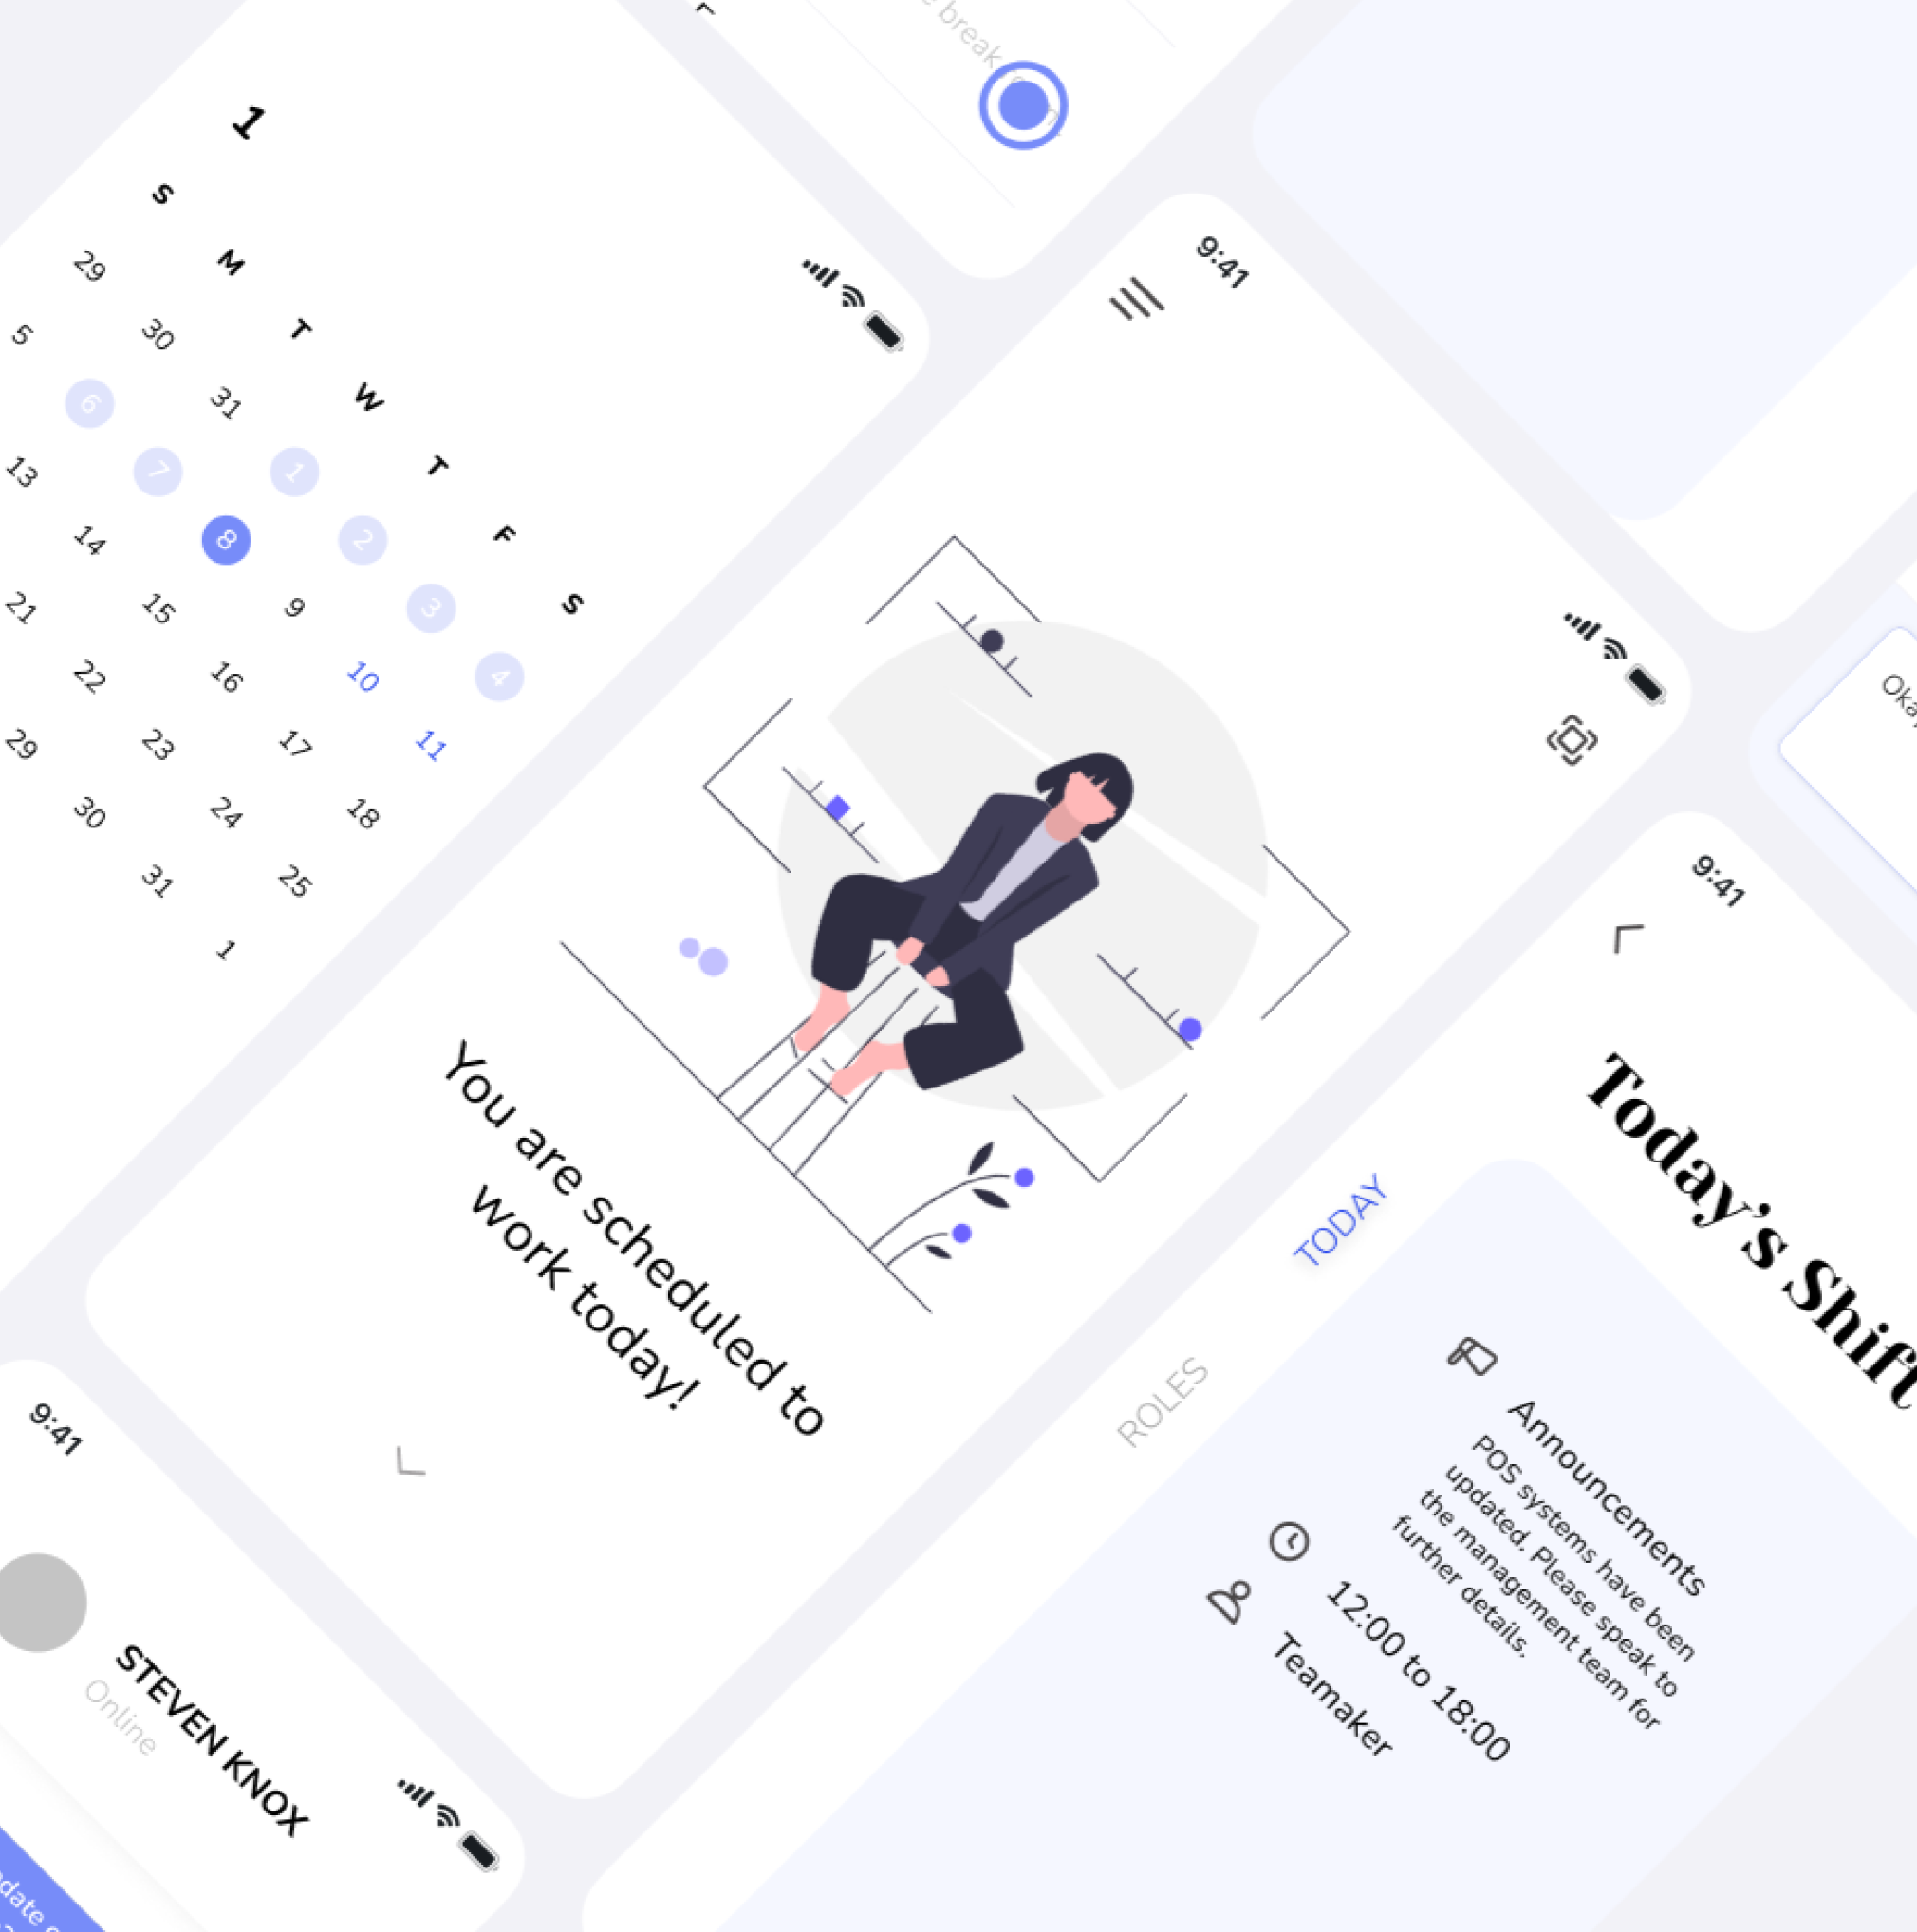 1
S M T W T F S
29 30 31 1 2 3 4
5 6 7 8 9 10 11
13 14 15 16 17 18
21 22 23 24 25
29 30 31 1
break
9:41
You are scheduled to
work today!
9:41
Today's Shift
TODAY
ROLES
Announcements
POS systems have been
updated. Please speak to
the management team for
further details.
12:00 to 18:00
Teamaker
9:41
STEVEN KNOX
Online